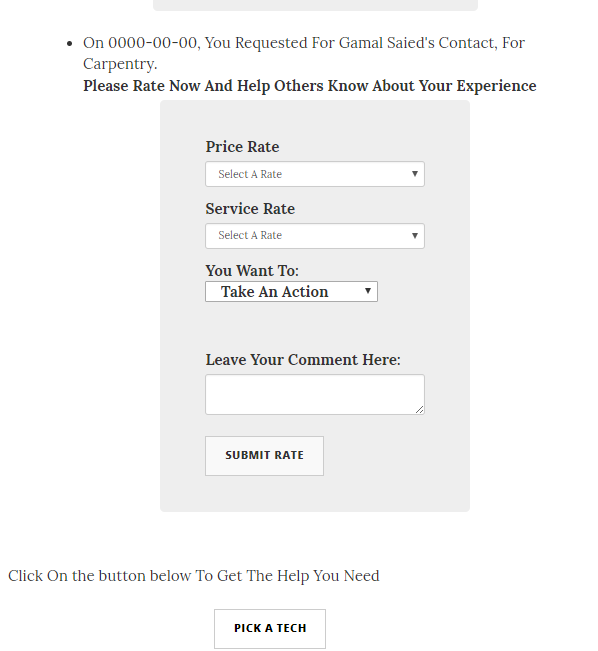 On 0000-00-00, You Requested For Gamal Saied's Contact, For
Carpentry.
Please Rate Now And Help Others Know About Your Experience
Price Rate
Select A Rate
Service Rate
Select A Rate
You Want To:
Take An Action
Leave Your Comment Here:
SUBMIT RATE
Click On the button below To Get The Help You Need
PICK A TECH